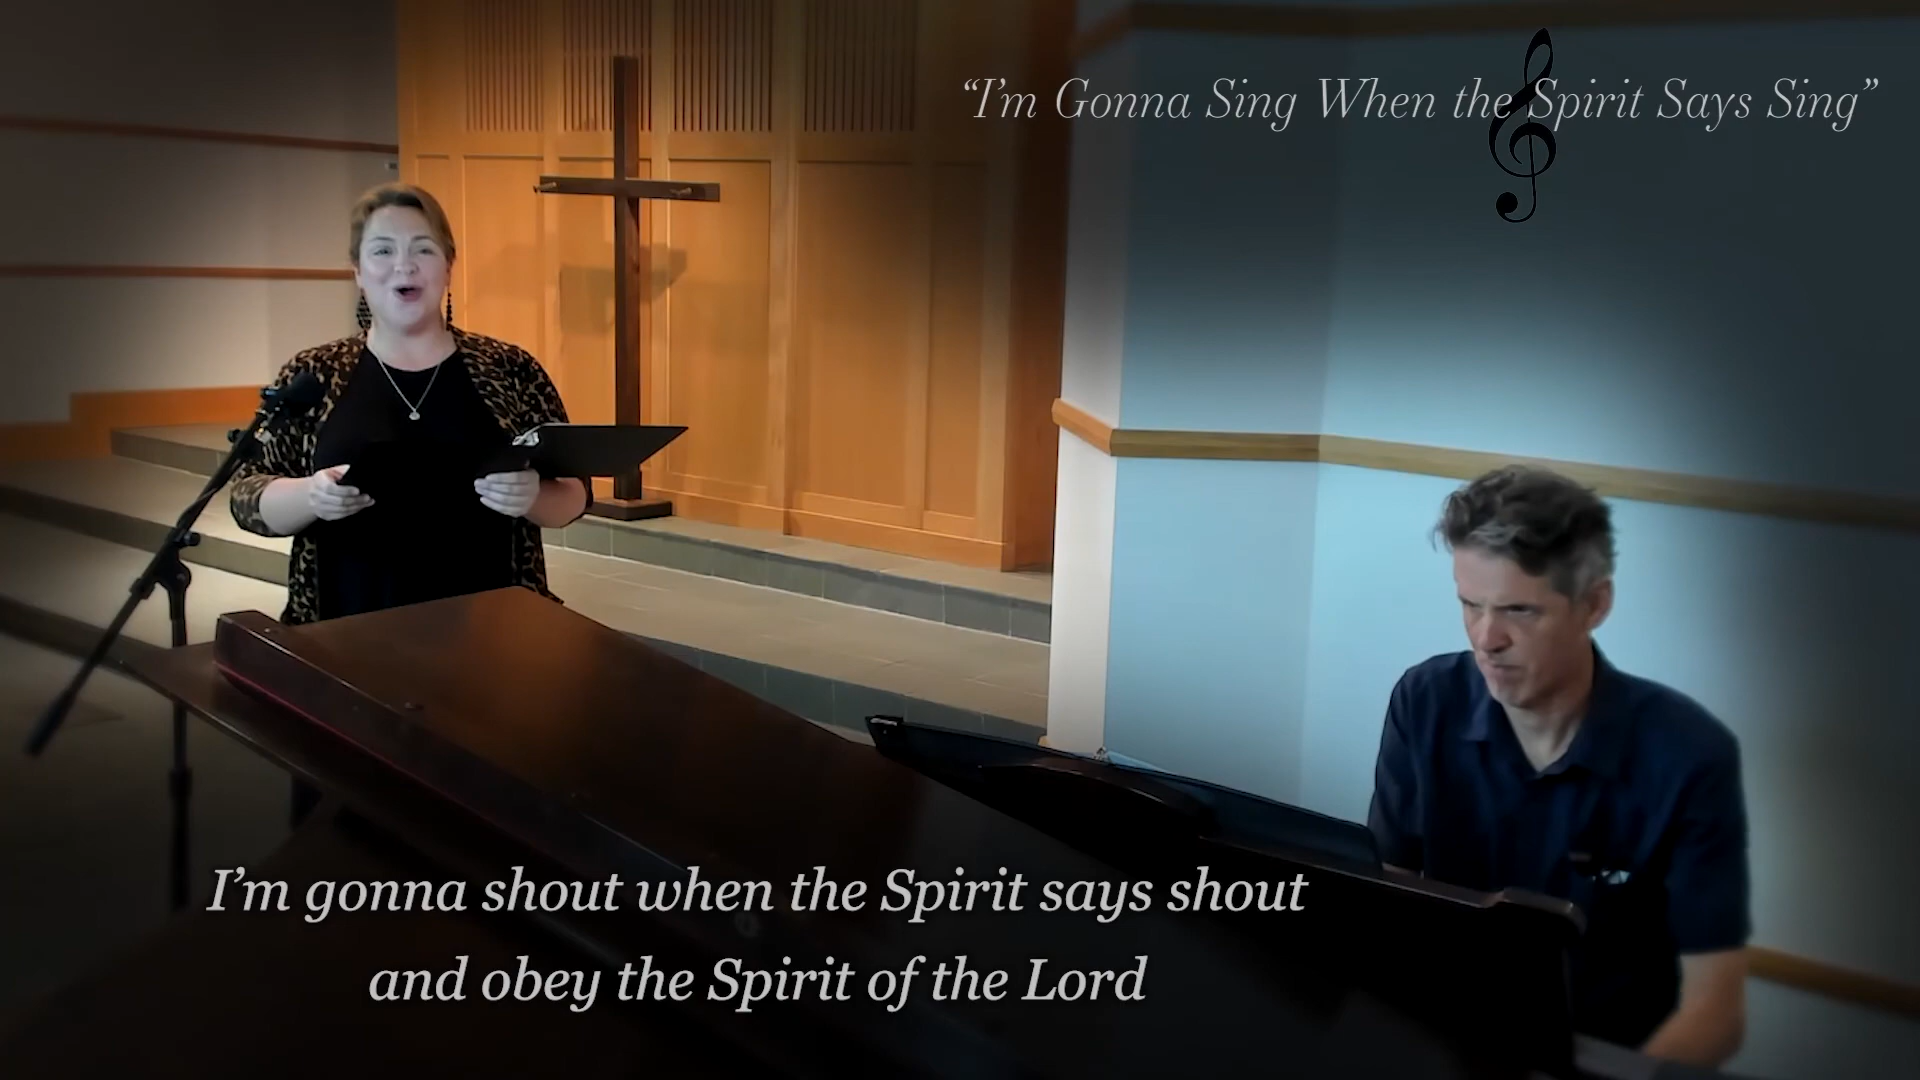 “I’m Gonna Sing When the Spirit Says Sing”
I’m gonna shout when the Spirit says shout
and obey the Spirit of the Lord